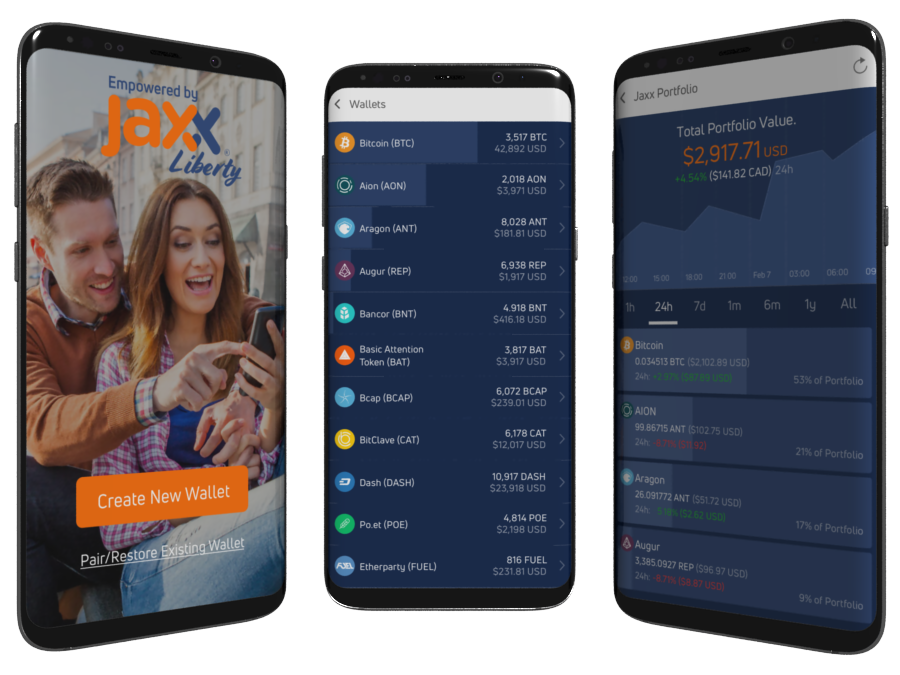 Empowered by
jaxx
Liberty®
Create New Wallet
Pair/Restore Existing Wallet
Wallets
Bitcoin (BTC)
3,517 BTC
42,892 USD
Aion (AON)
2,018 AON
$3,971 USD
Aragon (ANT)
8,028 ANT
$181.81 USD
Augur (REP)
6,938 REP
$1,917 USD
Bancor (BNT)
4.918 BNT
$416.18 USD
Basic Attention
Token (BAT)
3,817 BAT
$3,917 USD
Bcap (BCAP)
6,072 BCAP
$239.01 USD
BitClave (CAT)
6,178 CAT
$12,017 USD
Dash (DASH)
10,917 DASH
$23,918 USD
Po.et (POE)
4,814 POE
$2,198 USD
FUEL
Etherparty (FUEL)
816 FUEL
$231.81 USD
Jaxx Portfolio
Total Portfolio Value.
$2,917.71 USD
+4.54% ($141.82 CAD) 24h
15:00 18:00 21:00 Feb 7 03:00 06:00 09
1h 24h 7d 1m 6m 1y All
Bitcoin
0.034513 BTC ($2,102.89 USD)
24h:
53% of Portfolio
AION
99.86715 ANT ($102.75 USD)
24h:
21% of Portfolio
Aragon
26.091772 ANT ($51.72 USD)
24h:
17% of Portfolio
Augur
3,385.0927 REP ($96.97 USD)
24h: -8.71% ($8.87 USD)
9% of Portfolio